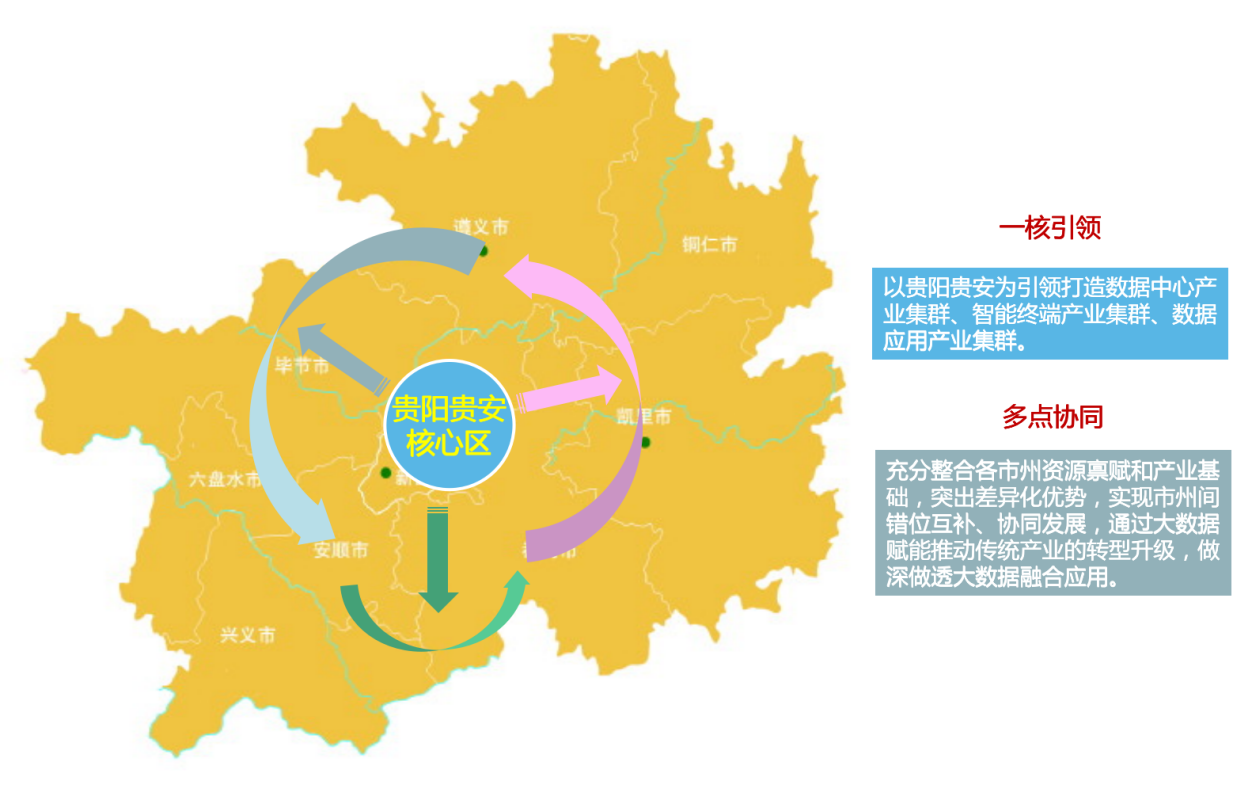 遵义市
铜仁市
毕节市
贵阳贵安
核心区
凯里市
六盘水市
安顺市
兴义市
一核引领
以贵阳贵安为引领打造数据中心产
业集群、智能终端产业集群、数据
应用产业集群。
多点协同
充分整合各市州资源禀赋和产业基
础，突出差异化优势，实现市州间
错位互补、协同发展，通过大数据
赋能推动传统产业的转型升级，做
深做透大数据融合应用。